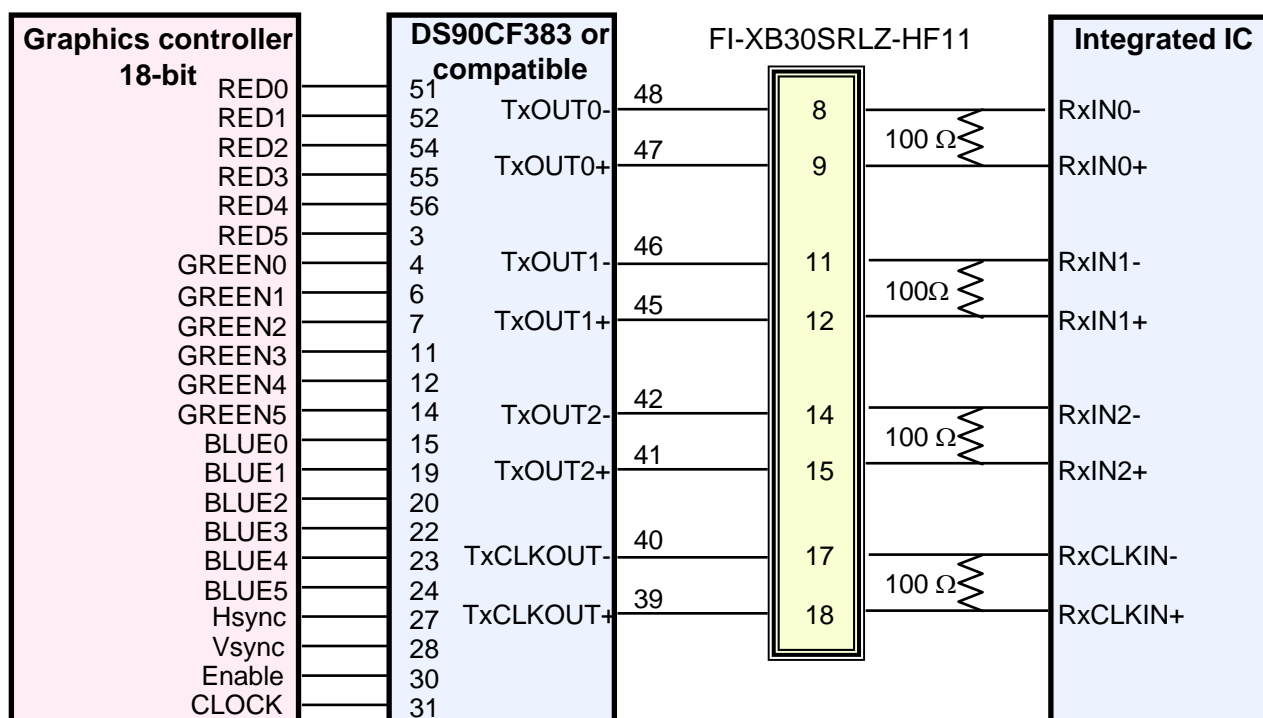 Graphics controller
18-bit
DS90CF383 or
compatible
FI-XB30SRLZ-HF11
Integrated IC
RED0 51
RED1 52
RED2 54
RED3 55
RED4 56
RED5 3
GREEN0 4
GREEN1 6
GREEN2 7
GREEN3 11
GREEN4 12
GREEN5 14
BLUE0 15
BLUE1 19
BLUE2 20
BLUE3 22
BLUE4 23
BLUE5 24
Hsync 27
Vsync 28
Enable 30
CLOCK 31
TxOUT0- 48 8 RxIN0-
100 Ω
TxOUT0+ 47 9 RxIN0+
TxOUT1- 46 11 RxIN1-
100Ω
TxOUT1+ 45 12 RxIN1+
TxOUT2- 42 14 RxIN2-
100 Ω
TxOUT2+ 41 15 RxIN2+
TxCLKOUT- 40 17 RxCLKIN-
100 Ω
TxCLKOUT+ 39 18 RxCLKIN+